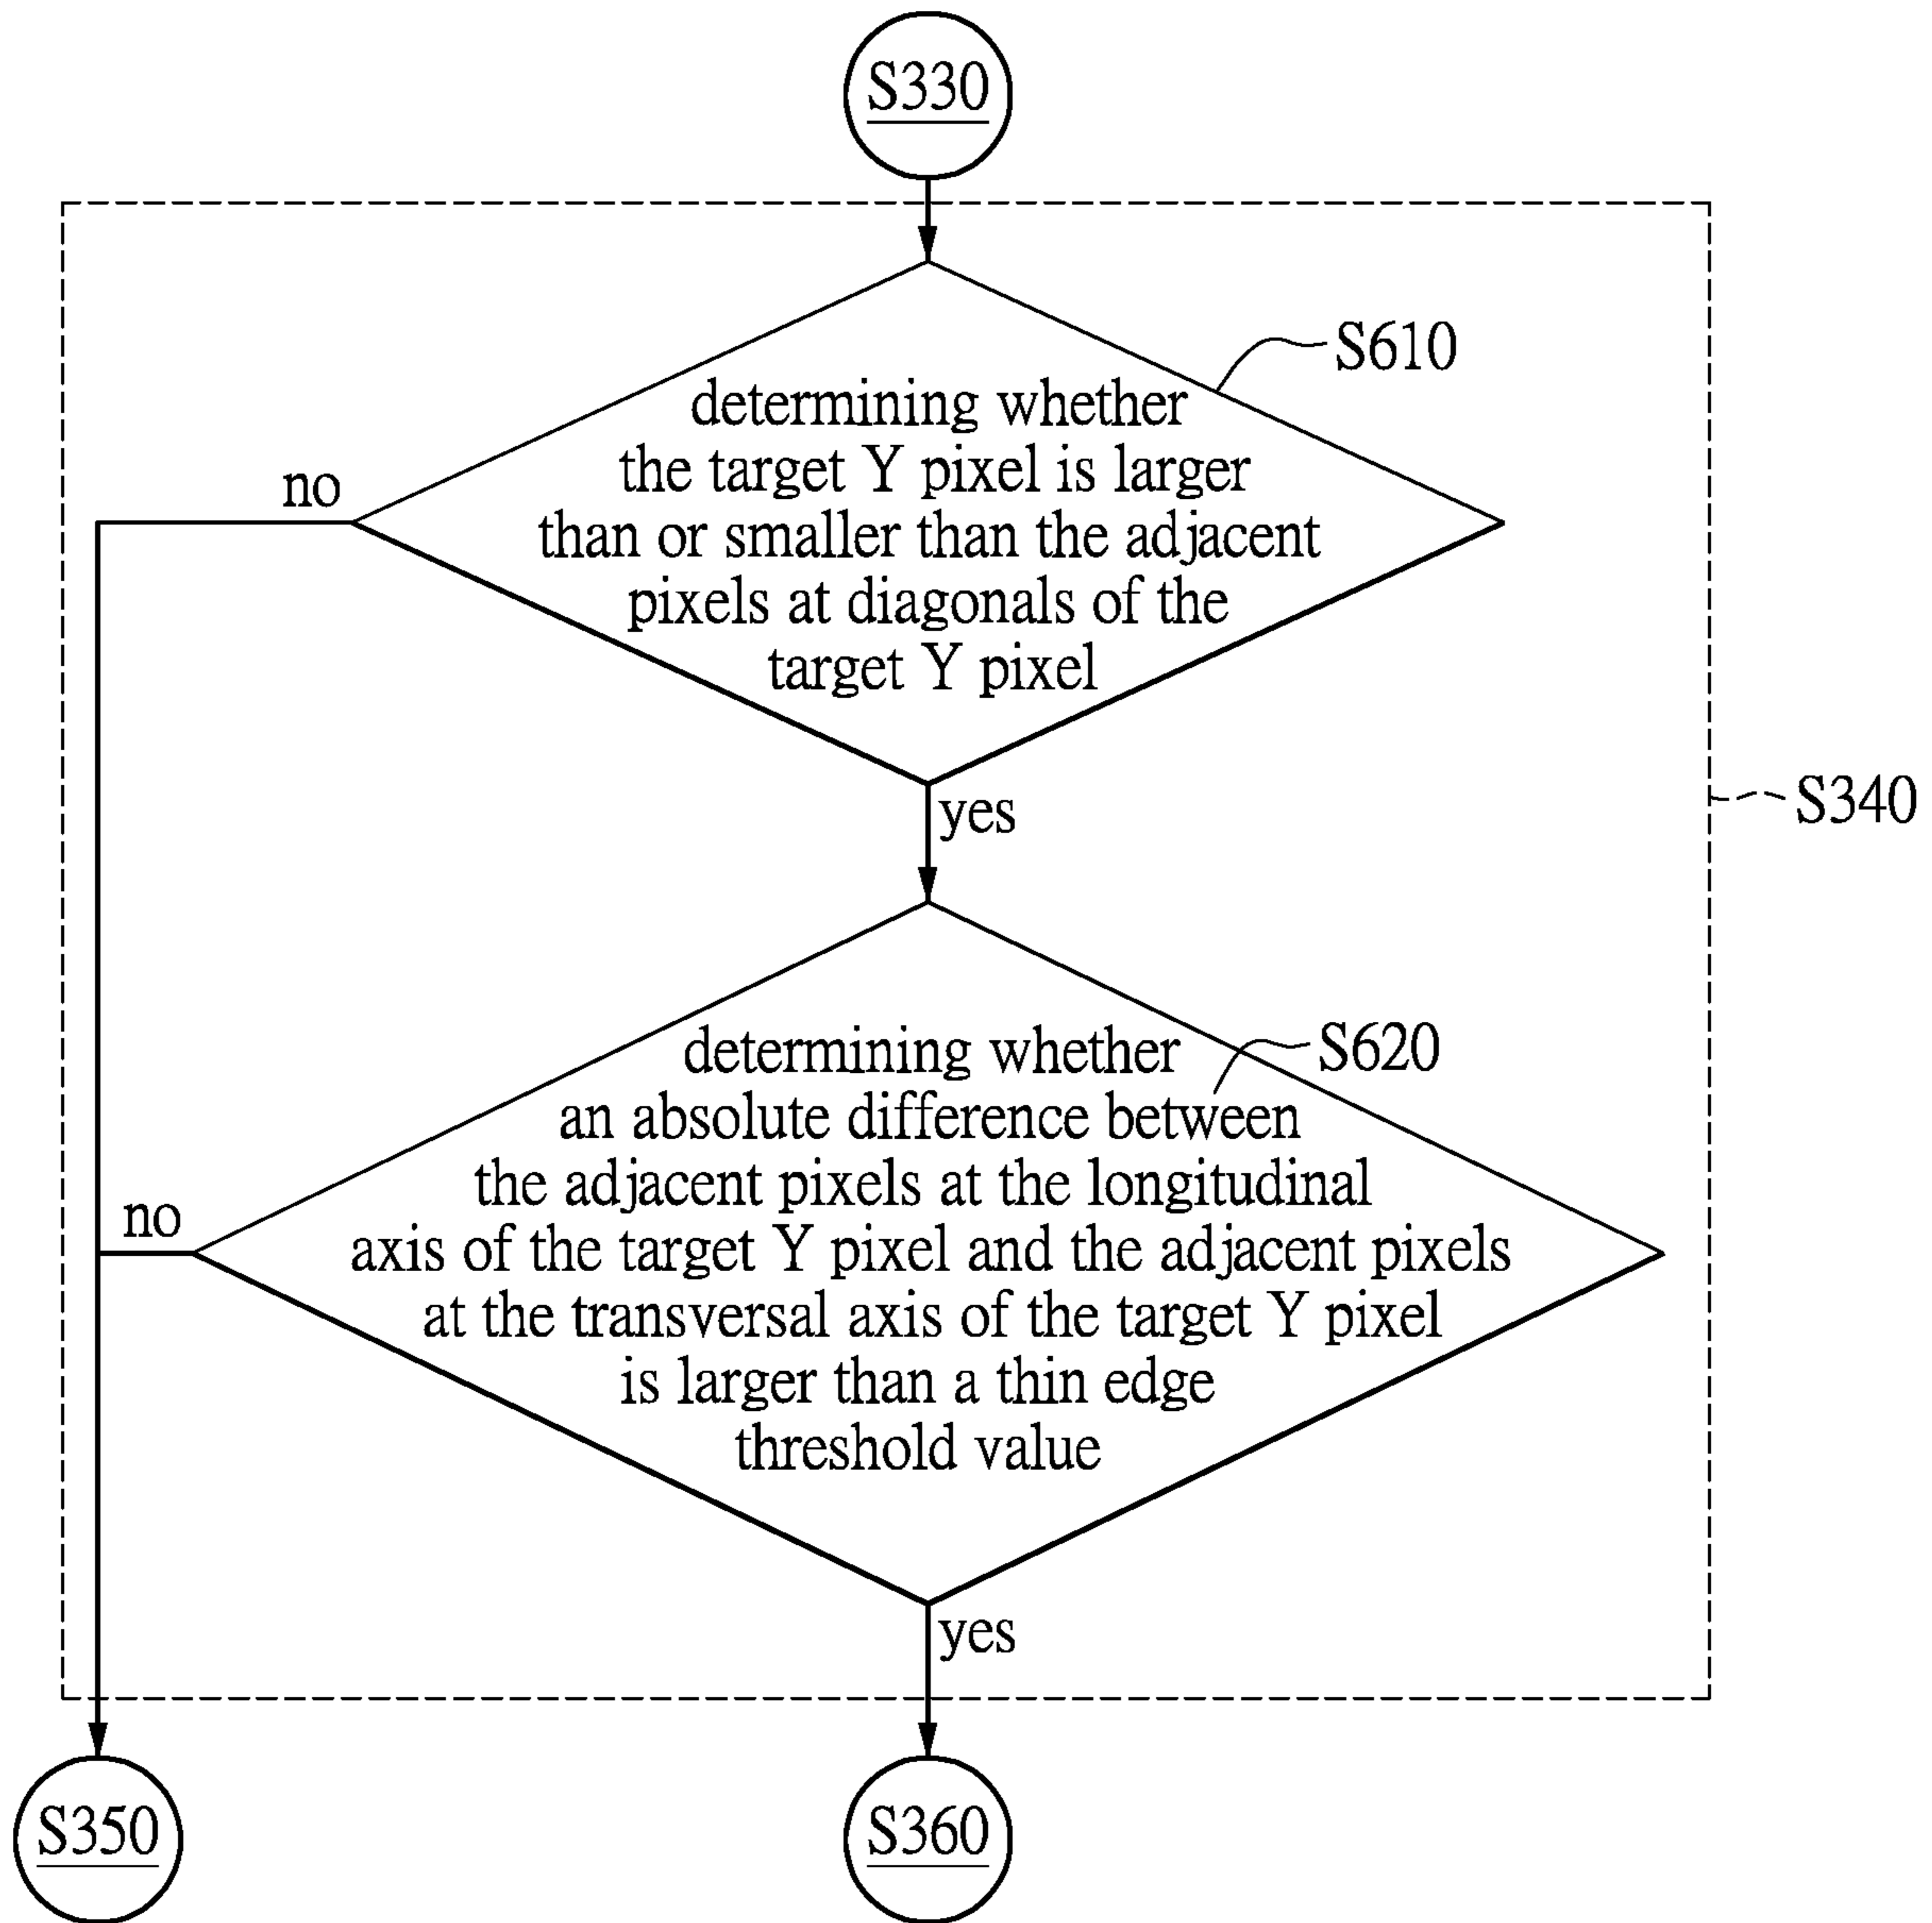 S330
S610
determining whether
the target Y pixel is larger
than or smaller than the adjacent
pixels at diagonals of the
target Y pixel
no
yes
S340
S620
determining whether
an absolute difference between
the adjacent pixels at the longitudinal
axis of the target Y pixel and the adjacent pixels
at the transversal axis of the target Y pixel
is larger than a thin edge
threshold value
no
yes
S350
S360